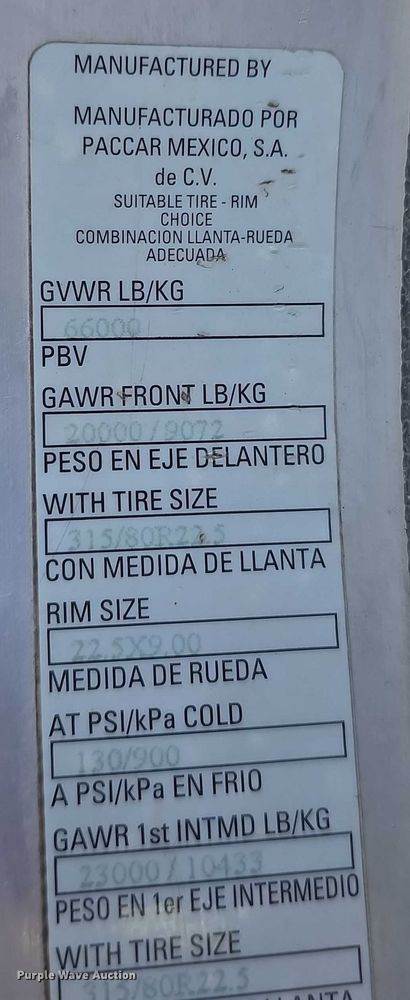 MANUFACTURED BY
MANUFACTURADO POR
PACCAR MEXICO, S.A.
de C.V.
SUITABLE TIRE - RIM
CHOICE
COMBINACION LLANTA-RUEDA
ADECUADA
GVWR LB/KG
66000
PBV
GAWR FRONT LB/KG
20000 / 9072
PESO EN EJE DELANTERO
WITH TIRE SIZE
315/80R22.5
CON MEDIDA DE LLANTA
RIM SIZE
22.5X9.00
MEDIDA DE RUEDA
AT PSI/kPa COLD
130/900
A PSI/kPa EN FRIO
GAWR 1st INTMD LB/KG
23000 / 10433
PESO EN 1er EJE INTERMEDIO
WITH TIRE SIZE
Purple Wave Auction